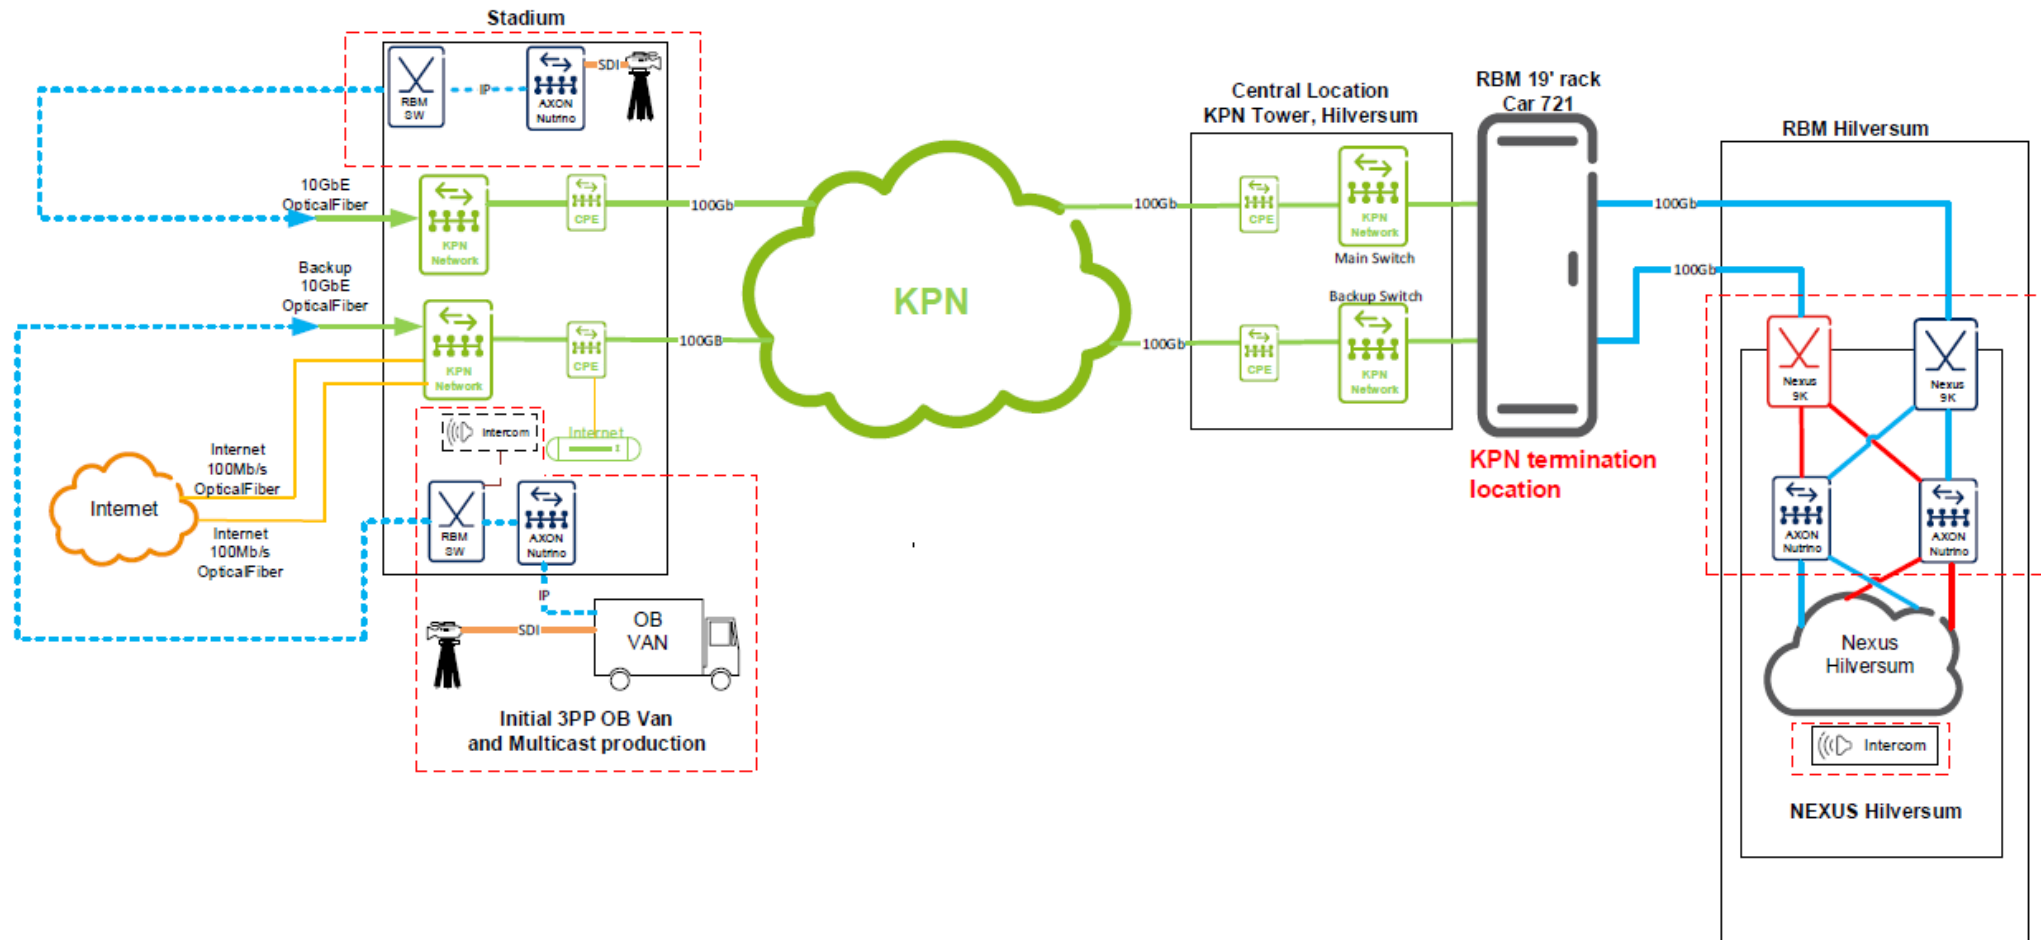 Stadium
RBM
SW
IP
AXON
Nutrino
SDI
10GbE
OpticalFiber
KPN
Network
CPE
100Gb
Backup
10GbE
OpticalFiber
KPN
Network
CPE
100GB
Internet
100Mb/s
OpticalFiber
Internet
Internet
100Mb/s
OpticalFiber
Intercom
Internet
RBM
SW
AXON
Nutrino
IP
SDI
OB
VAN
Initial 3PP OB Van
and Multicast production
KPN
Central Location
KPN Tower, Hilversum
100Gb
CPE
KPN
Network
Main Switch
Backup Switch
100Gb
CPE
KPN
Network
RBM 19' rack
Car 721
KPN termination
location
100Gb
100Gb
RBM Hilversum
Nexus
9K
Nexus
9K
AXON
Nutrino
AXON
Nutrino
Nexus
Hilversum
Intercom
NEXUS Hilversum